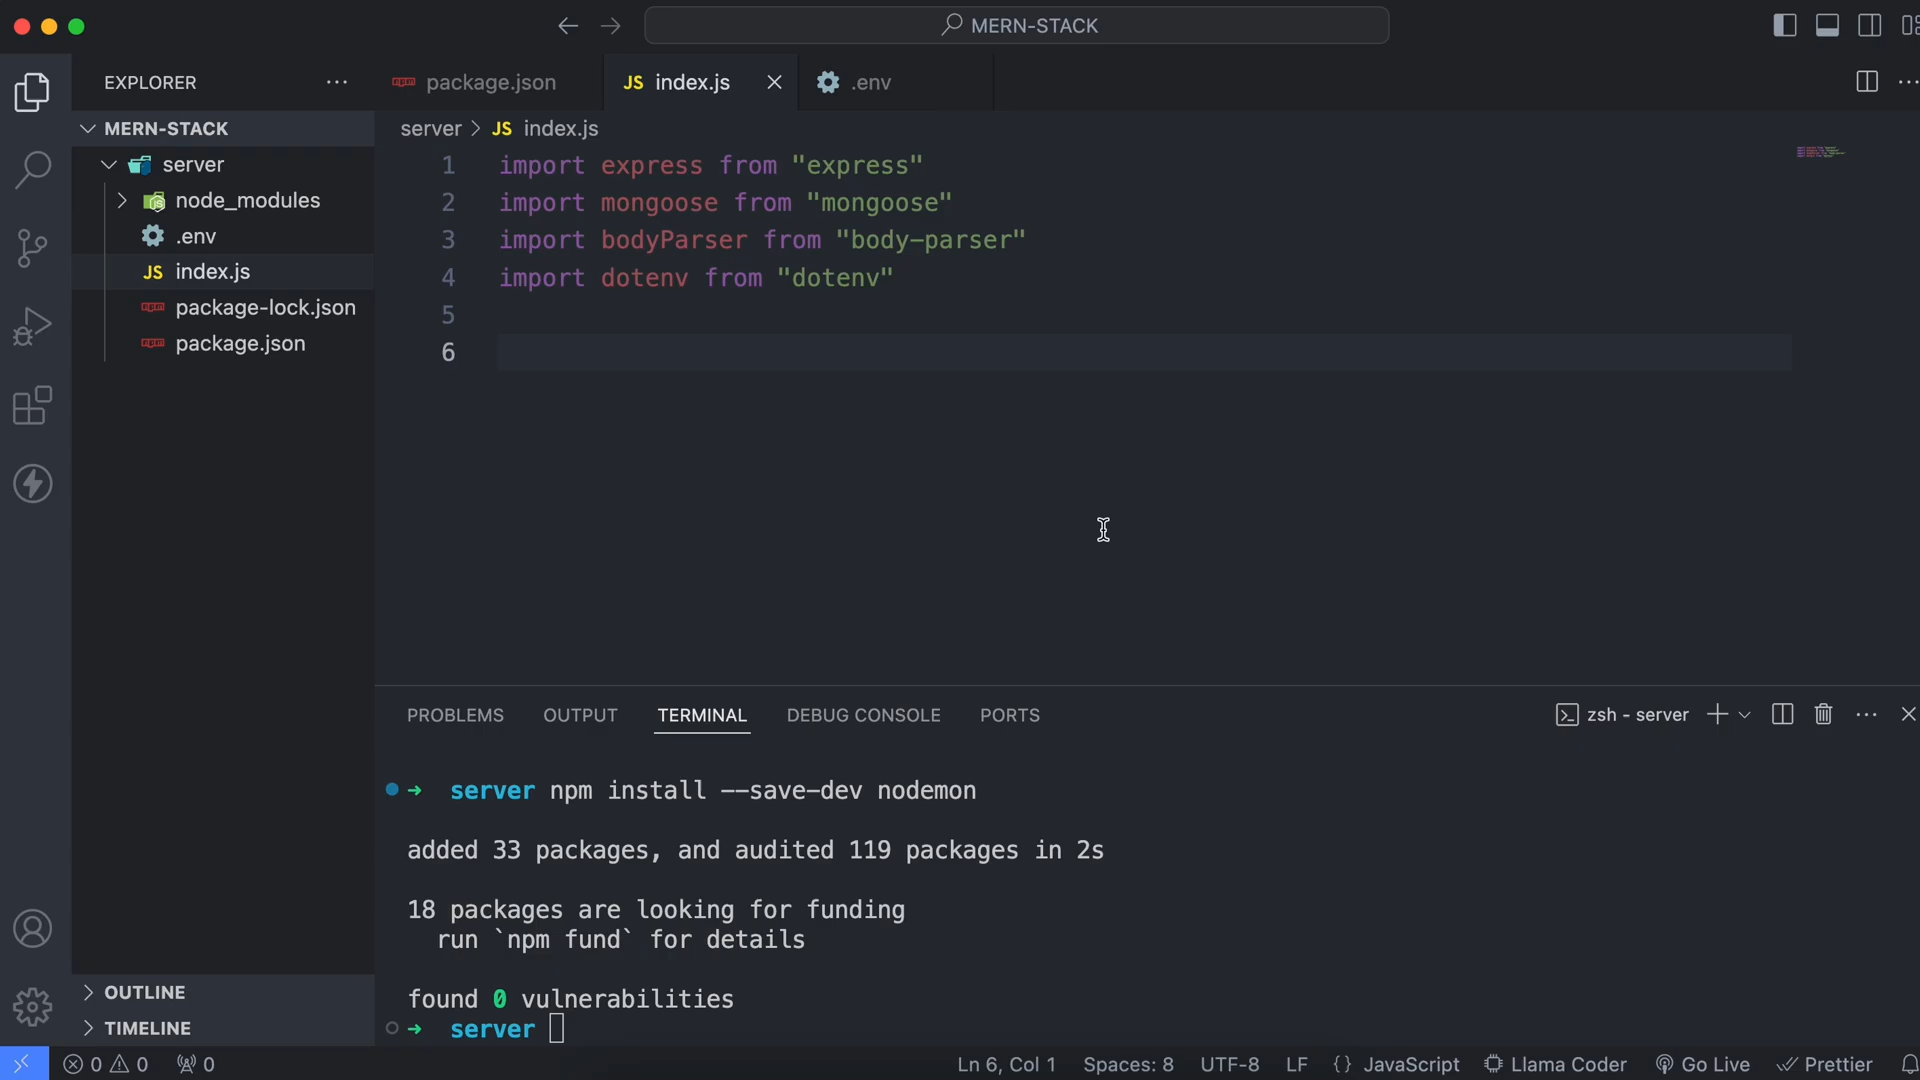 MERN-STACK
EXPLORER
package.json
JS index.js
.env
MERN-STACK
server > JS index.js
server
node_modules
.env
JS index.js
package-lock.json
package.json
1 import express from "express"
2 import mongoose from "mongoose"
3 import bodyParser from "body-parser"
4 import dotenv from "dotenv"
5
6
PROBLEMS OUTPUT TERMINAL DEBUG CONSOLE PORTS
zsh - server
server npm install --save-dev nodemon
added 33 packages, and audited 119 packages in 2s
18 packages are looking for funding
run `npm fund` for details
found 0 vulnerabilities
server
OUTLINE
TIMELINE
0 0 0 Ln 6, Col 1 Spaces: 8 UTF-8 LF {} JavaScript Llama Coder Go Live Prettier